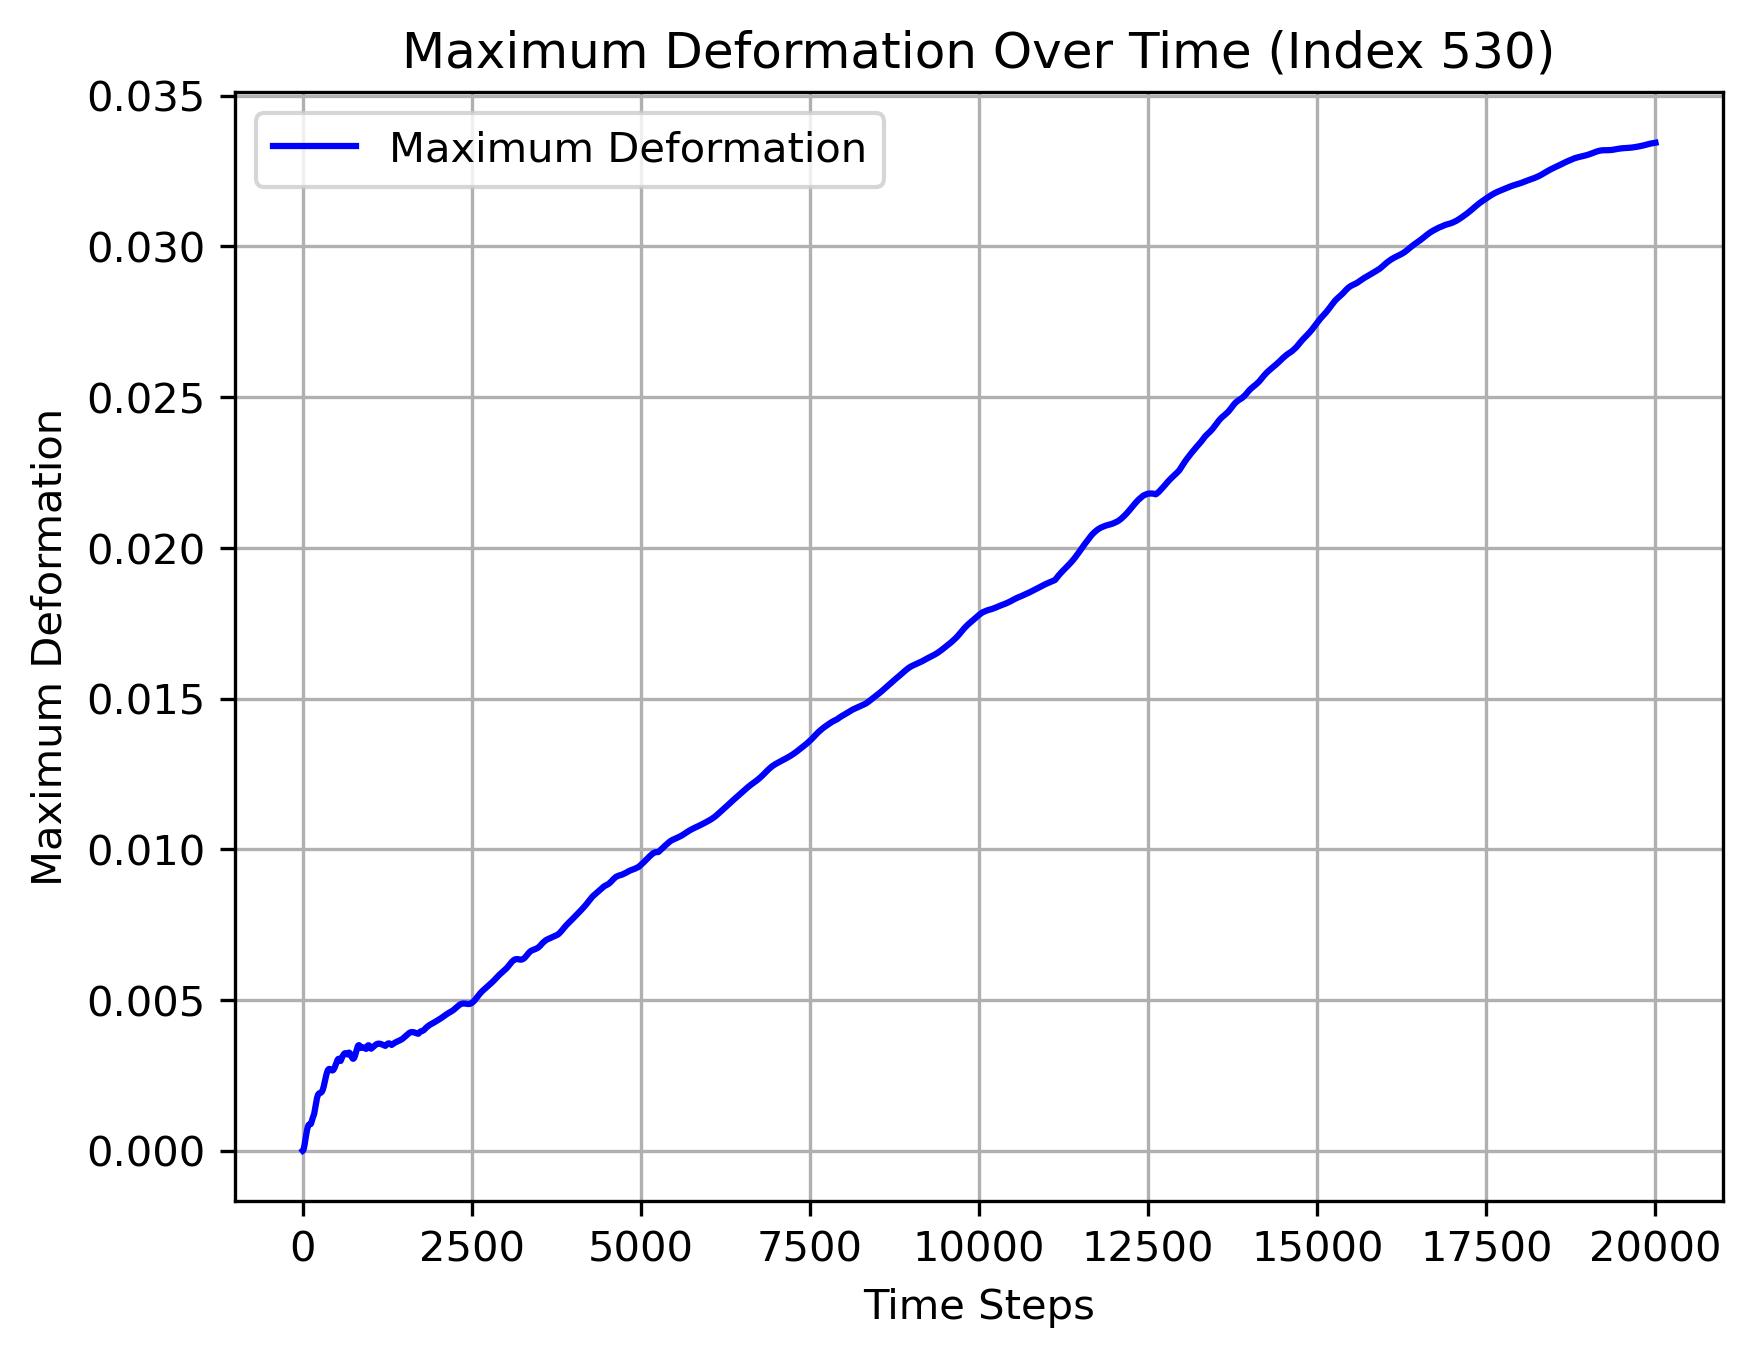 Maximum Deformation Over Time (Index 530)
Maximum Deformation
Maximum Deformation
0.035
0.030
0.025
0.020
0.015
0.010
0.005
0.000
0 2500 5000 7500 10000 12500 15000 17500 20000
Time Steps